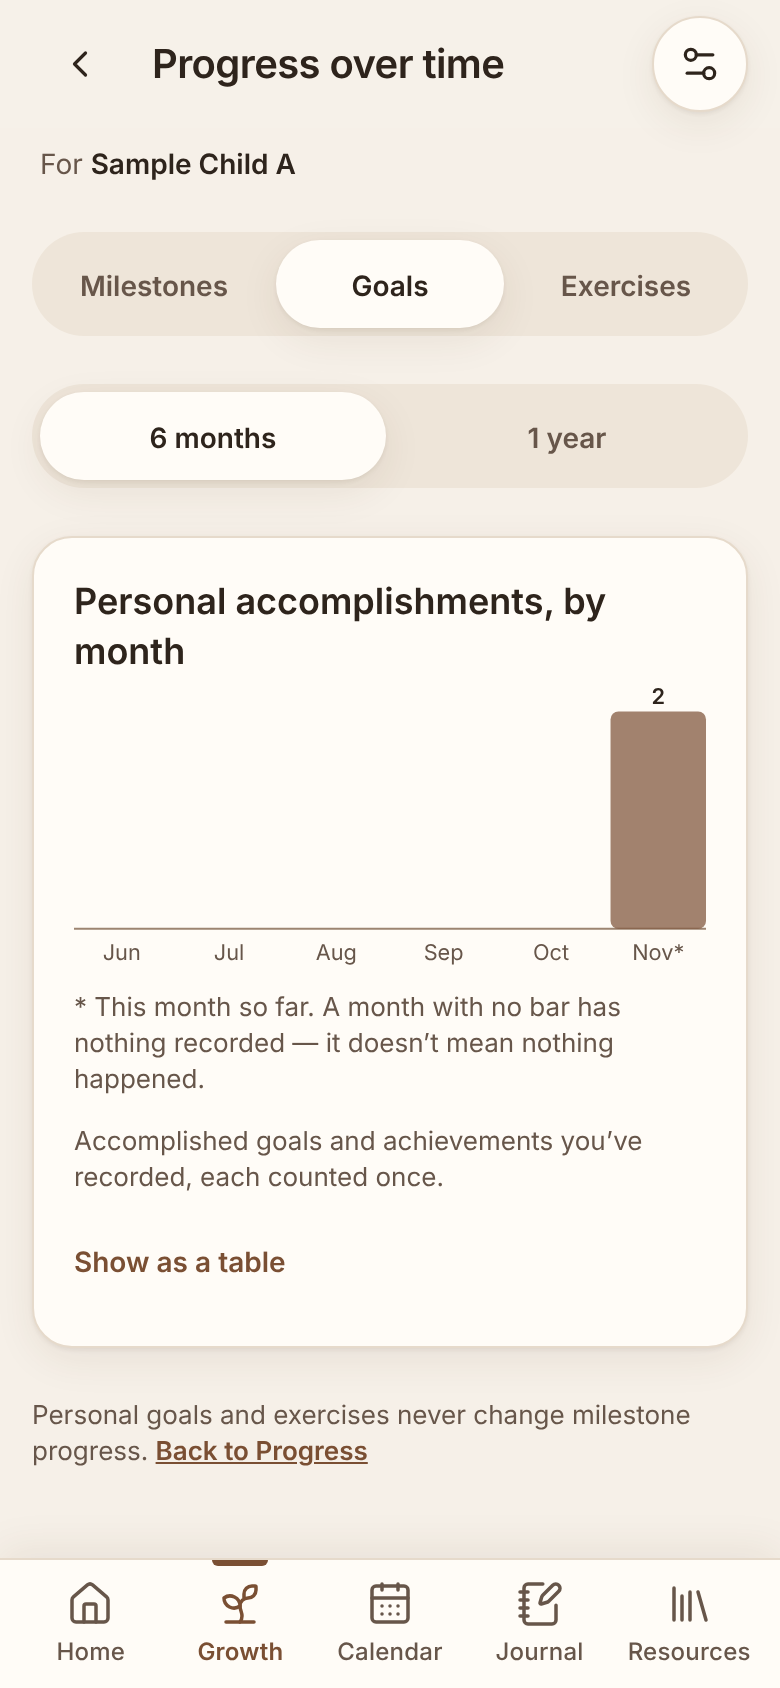 Progress over time
For Sample Child A
Milestones Goals Exercises
6 months 1 year
Personal accomplishments, by
month
2
Jun Jul Aug Sep Oct Nov*
* This month so far. A month with no bar has
nothing recorded — it doesn’t mean nothing
happened.
Accomplished goals and achievements you’ve
recorded, each counted once.
Show as a table
Personal goals and exercises never change milestone
progress. Back to Progress
Home Growth Calendar Journal Resources